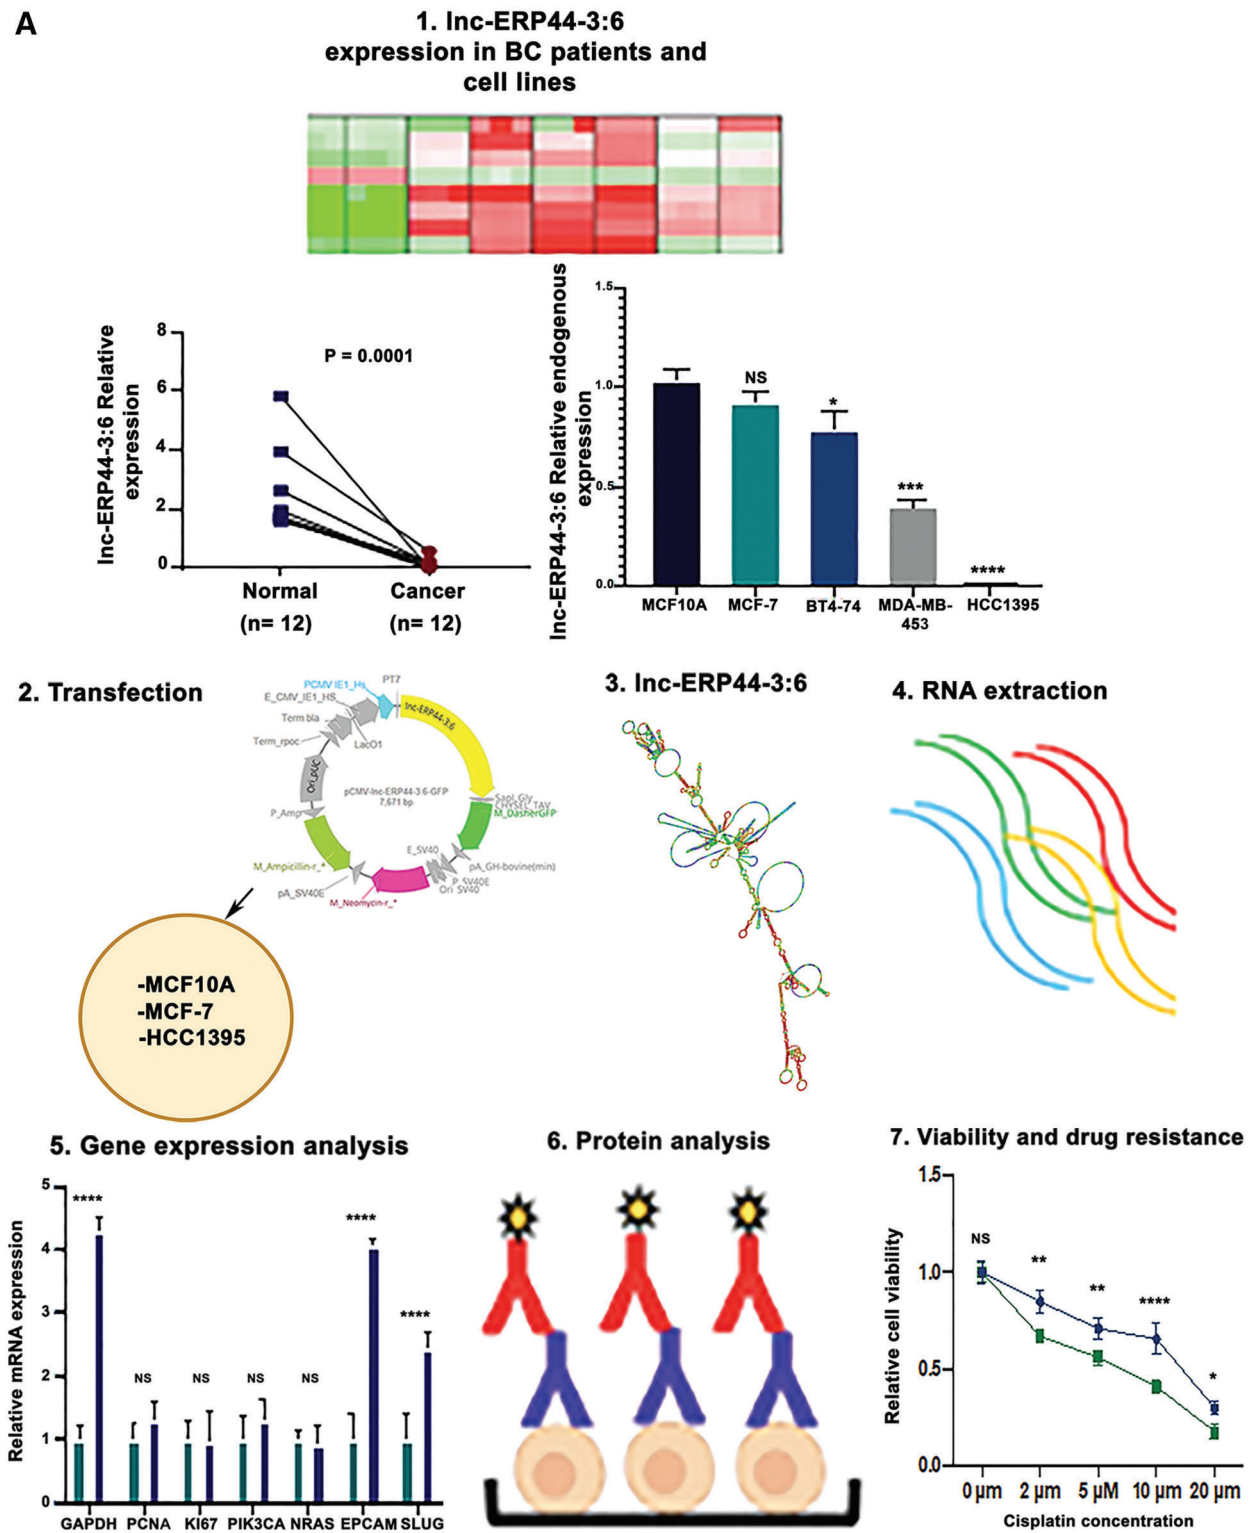 A
1. lnc-ERP44-3:6
expression in BC patients and
cell lines
lnc-ERP44-3:6 Relative
expression
8
6
4
2
0
P = 0.0001
Normal
(n= 12)
Cancer
(n= 12)
lnc-ERP44-3:6 Relative endogenous
expression
1.5
1.0
0.5
0.0
NS
*
***
****
MCF10A
MCF-7
BT4-74
MDA-MB-
453
HCC1395
2. Transfection
PCMV IE1_Hs
PT7
E_CMV_IE1_HS
Term bla
Term_rpoc
LacO1
lnc-ERP44-3:6
Ori_pUC
pCMV-lnc-ERP44-3:6-GFP
7,671 bp
P_Amp
SapI_Gly
CHYSEL_TAV
M_DasherGFP
E_SV40
pA_GH-bovine(min)
M_Ampicillin-r_*
P_SV40E
Ori SV40
pA_SV40E
M_Neomycin-r_*
-MCF10A
-MCF-7
-HCC1395
3. lnc-ERP44-3:6
4. RNA extraction
5. Gene expression analysis
Relative mRNA expression
5
4
3
2
1
0
****
NS
NS
NS
NS
****
****
GAPDH
PCNA
KI67
PIK3CA
NRAS
EPCAM
SLUG
6. Protein analysis
7. Viability and drug resistance
Relative cell viability
1.5
1.0
0.5
0.0
NS
**
**
****
*
0 µm
2 µm
5 µM
10 µm
20 µm
Cisplatin concentration